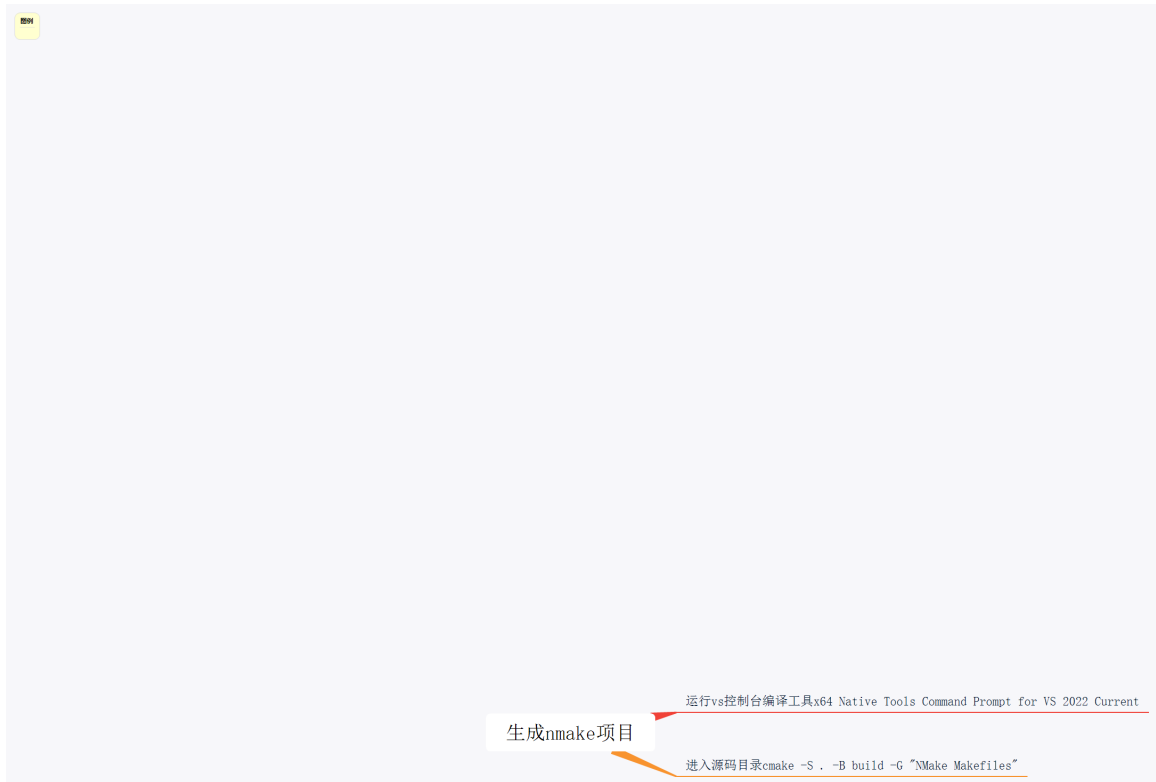 图例
运行vs控制台编译工具x64 Native Tools Command Prompt for VS 2022 Current
生成nmake项目
进入源码目录cmake -S . -B build -G "NMake Makefiles"